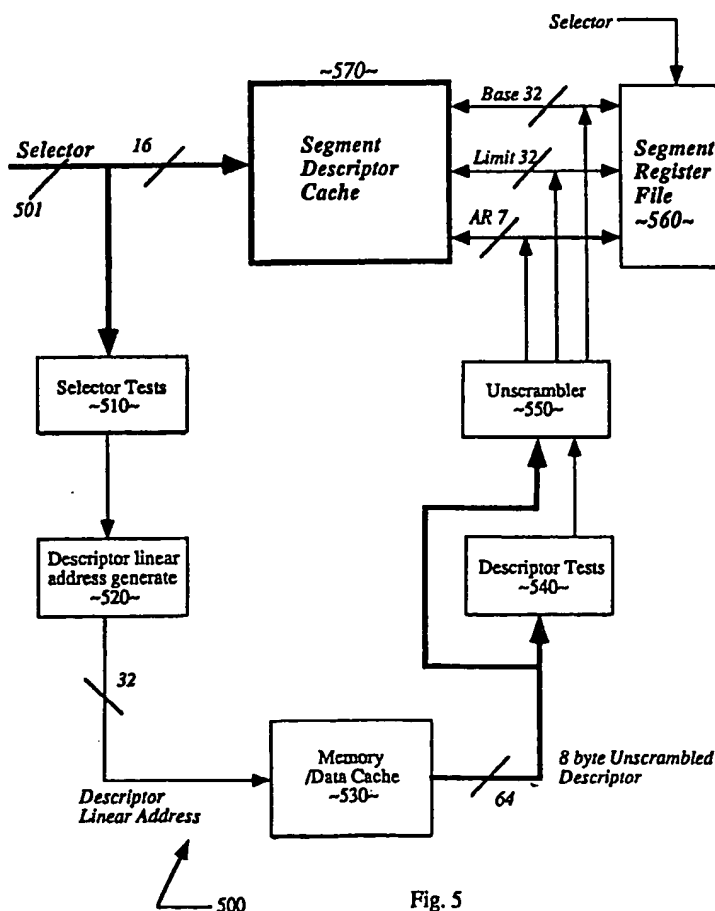 Selector
~570~
Base 32
Selector
16
501
Segment
Descriptor
Cache
Limit 32
AR 7
Segment
Register
File
~560~
Selector Tests
~510~
Unscrambler
~550~
Descriptor linear
address generate
~520~
Descriptor Tests
~540~
32
Memory
/Data Cache
~530~
64
8 byte Unscrambled
Descriptor
Descriptor
Linear Address
500
Fig. 5